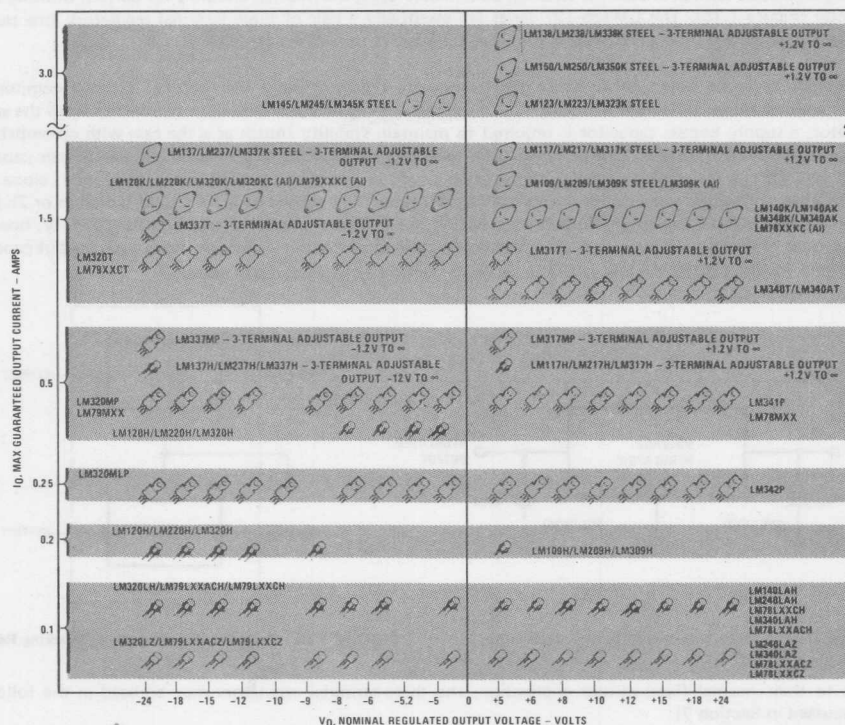 LM138/LM238/LM338K STEEL – 3-TERMINAL ADJUSTABLE OUTPUT
+1.2V TO ∞
3.0
LM150/LM250/LM350K STEEL – 3-TERMINAL ADJUSTABLE OUTPUT
+1.2V TO ∞
LM145/LM245/LM345K STEEL
LM123/LM223/LM323K STEEL
LM137/LM237/LM337K STEEL – 3-TERMINAL ADJUSTABLE
OUTPUT –1.2V TO ∞
LM117/LM217/LM317K STEEL – 3-TERMINAL ADJUSTABLE OUTPUT
+1.2V TO ∞
LM120K/LM220K/LM320K/LM320KC (Al)/LM79XXKC (Al)
LM109/LM209/LM309K STEEL/LM309K (Al)
1.5
LM140K/LM140AK
LM340K/LM340AK
LM78XXKC (Al)
LM337T – 3-TERMINAL ADJUSTABLE OUTPUT
–1.2V TO ∞
LM317T – 3-TERMINAL ADJUSTABLE OUTPUT
+1.2V TO ∞
LM320T
LM79XXCT
LM340T/LM340AT
LM337MP – 3-TERMINAL ADJUSTABLE OUTPUT
–1.2V TO ∞
LM317MP – 3-TERMINAL ADJUSTABLE OUTPUT
+1.2V TO ∞
LM137H/LM237H/LM337H – 3-TERMINAL ADJUSTABLE
OUTPUT –12V TO ∞
LM117H/LM217H/LM317H – 3-TERMINAL ADJUSTABLE OUTPUT
+1.2V TO ∞
0.5
LM320MP
LM79MXX
LM341P
LM78MXX
LM120H/LM220H/LM320H
LM320MLP
0.25
LM342P
LM120H/LM220H/LM320H
0.2
LM109H/LM209H/LM309H
LM320LH/LM79LXXACH/LM79LXXCH
LM140LAH
LM240LAH
LM78LXXCH
LM340LAH
LM78LXXACH
0.1
LM320LZ/LM79LXXACZ/LM79LXXCZ
LM240LAZ
LM340LAZ
LM78LXXACZ
LM78LXXCZ
IO, MAX GUARANTEED OUTPUT CURRENT – AMPS
–24 –18 –15 –12 –9 –8 –6 –5.2 –5 0 +5 +6 +8 +10 +12 +15 +18 +24
VO, NOMINAL REGULATED OUTPUT VOLTAGE – VOLTS